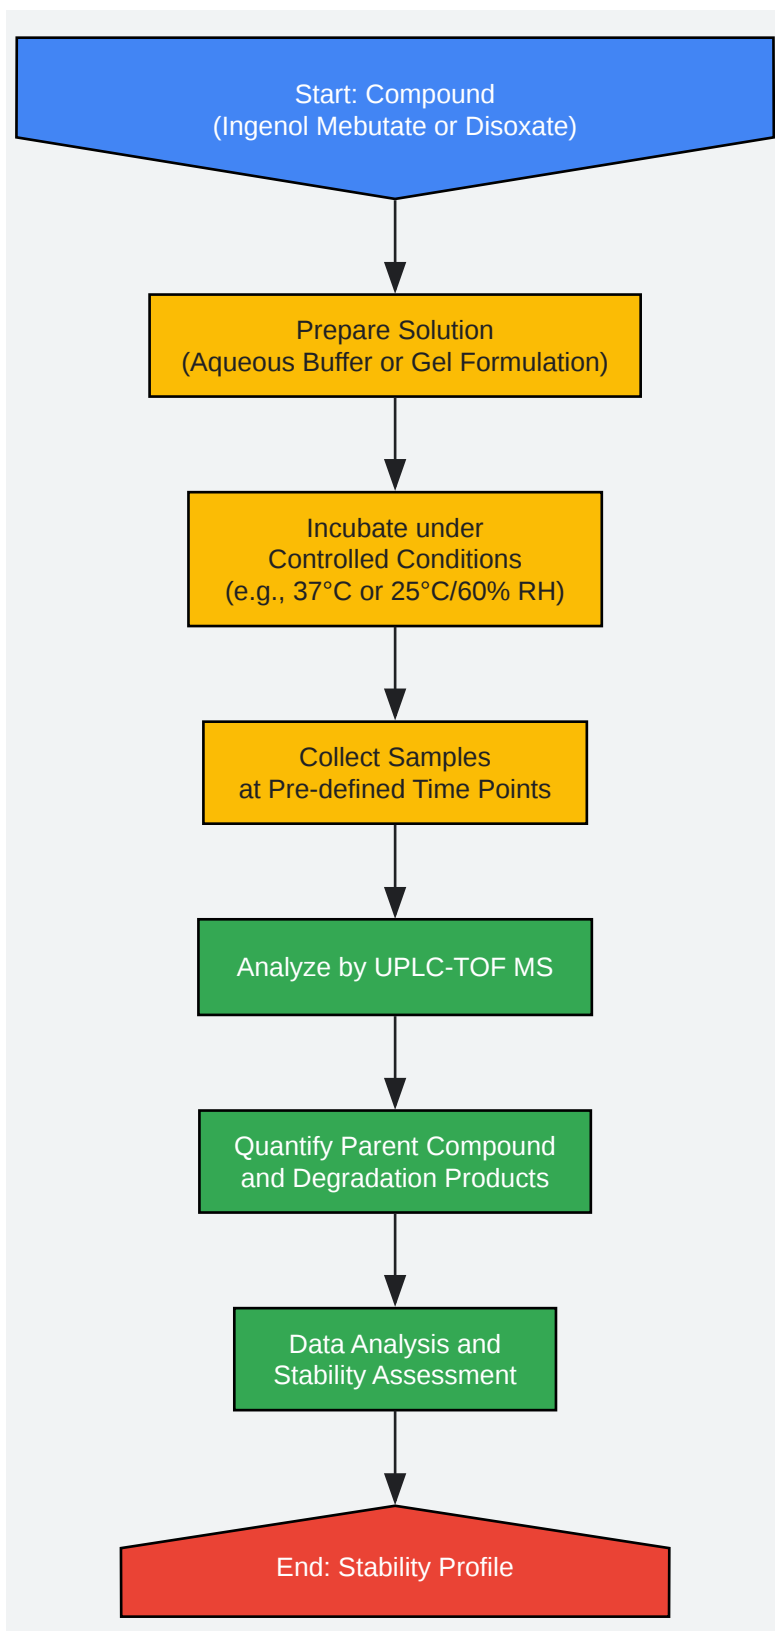 Start: Compound
(Ingenol Mebutate or Disoxate)
Prepare Solution
(Aqueous Buffer or Gel Formulation)
Incubate under
Controlled Conditions
(e.g., 37°C or 25°C/60% RH)
Collect Samples
at Pre-defined Time Points
Analyze by UPLC-TOF MS
Quantify Parent Compound
and Degradation Products
Data Analysis and
Stability Assessment
End: Stability Profile